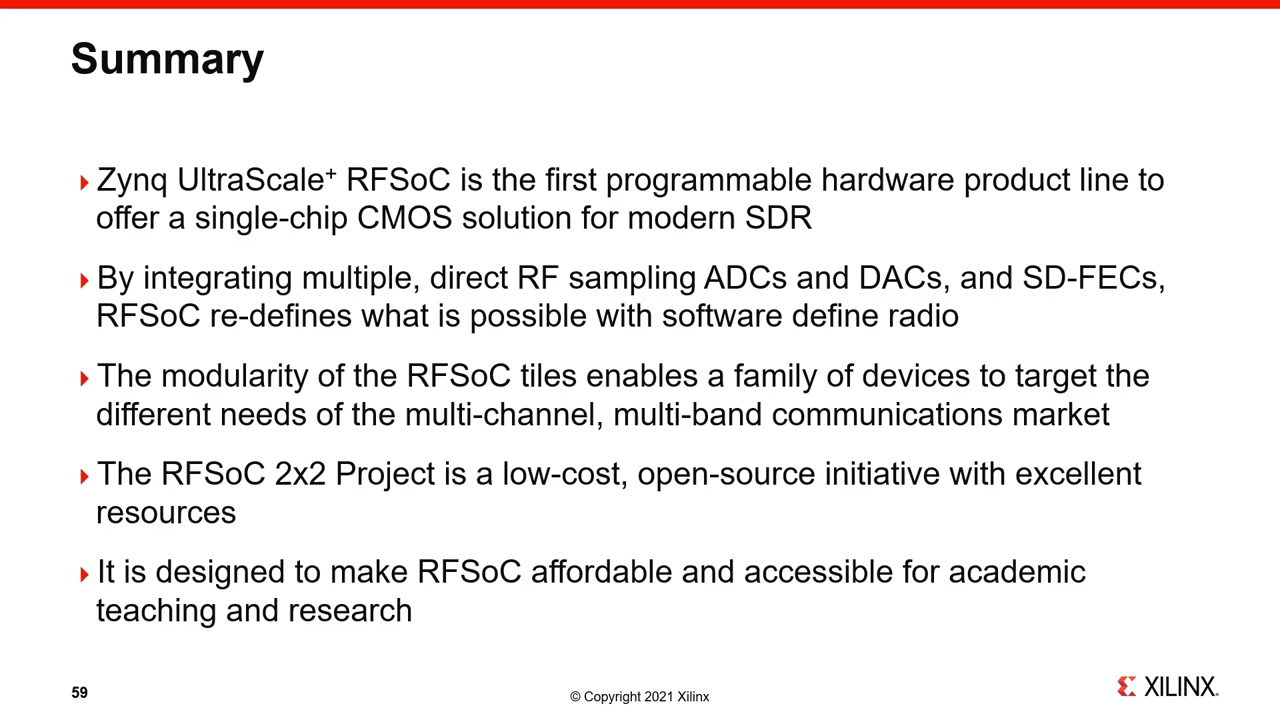 Summary
Zynq UltraScale+ RFSoC is the first programmable hardware product line to
offer a single-chip CMOS solution for modern SDR
By integrating multiple, direct RF sampling ADCs and DACs, and SD-FECs,
RFSoC re-defines what is possible with software define radio
The modularity of the RFSoC tiles enables a family of devices to target the
different needs of the multi-channel, multi-band communications market
The RFSoC 2x2 Project is a low-cost, open-source initiative with excellent
resources
It is designed to make RFSoC affordable and accessible for academic
teaching and research
59
© Copyright 2021 Xilinx
XILINX.